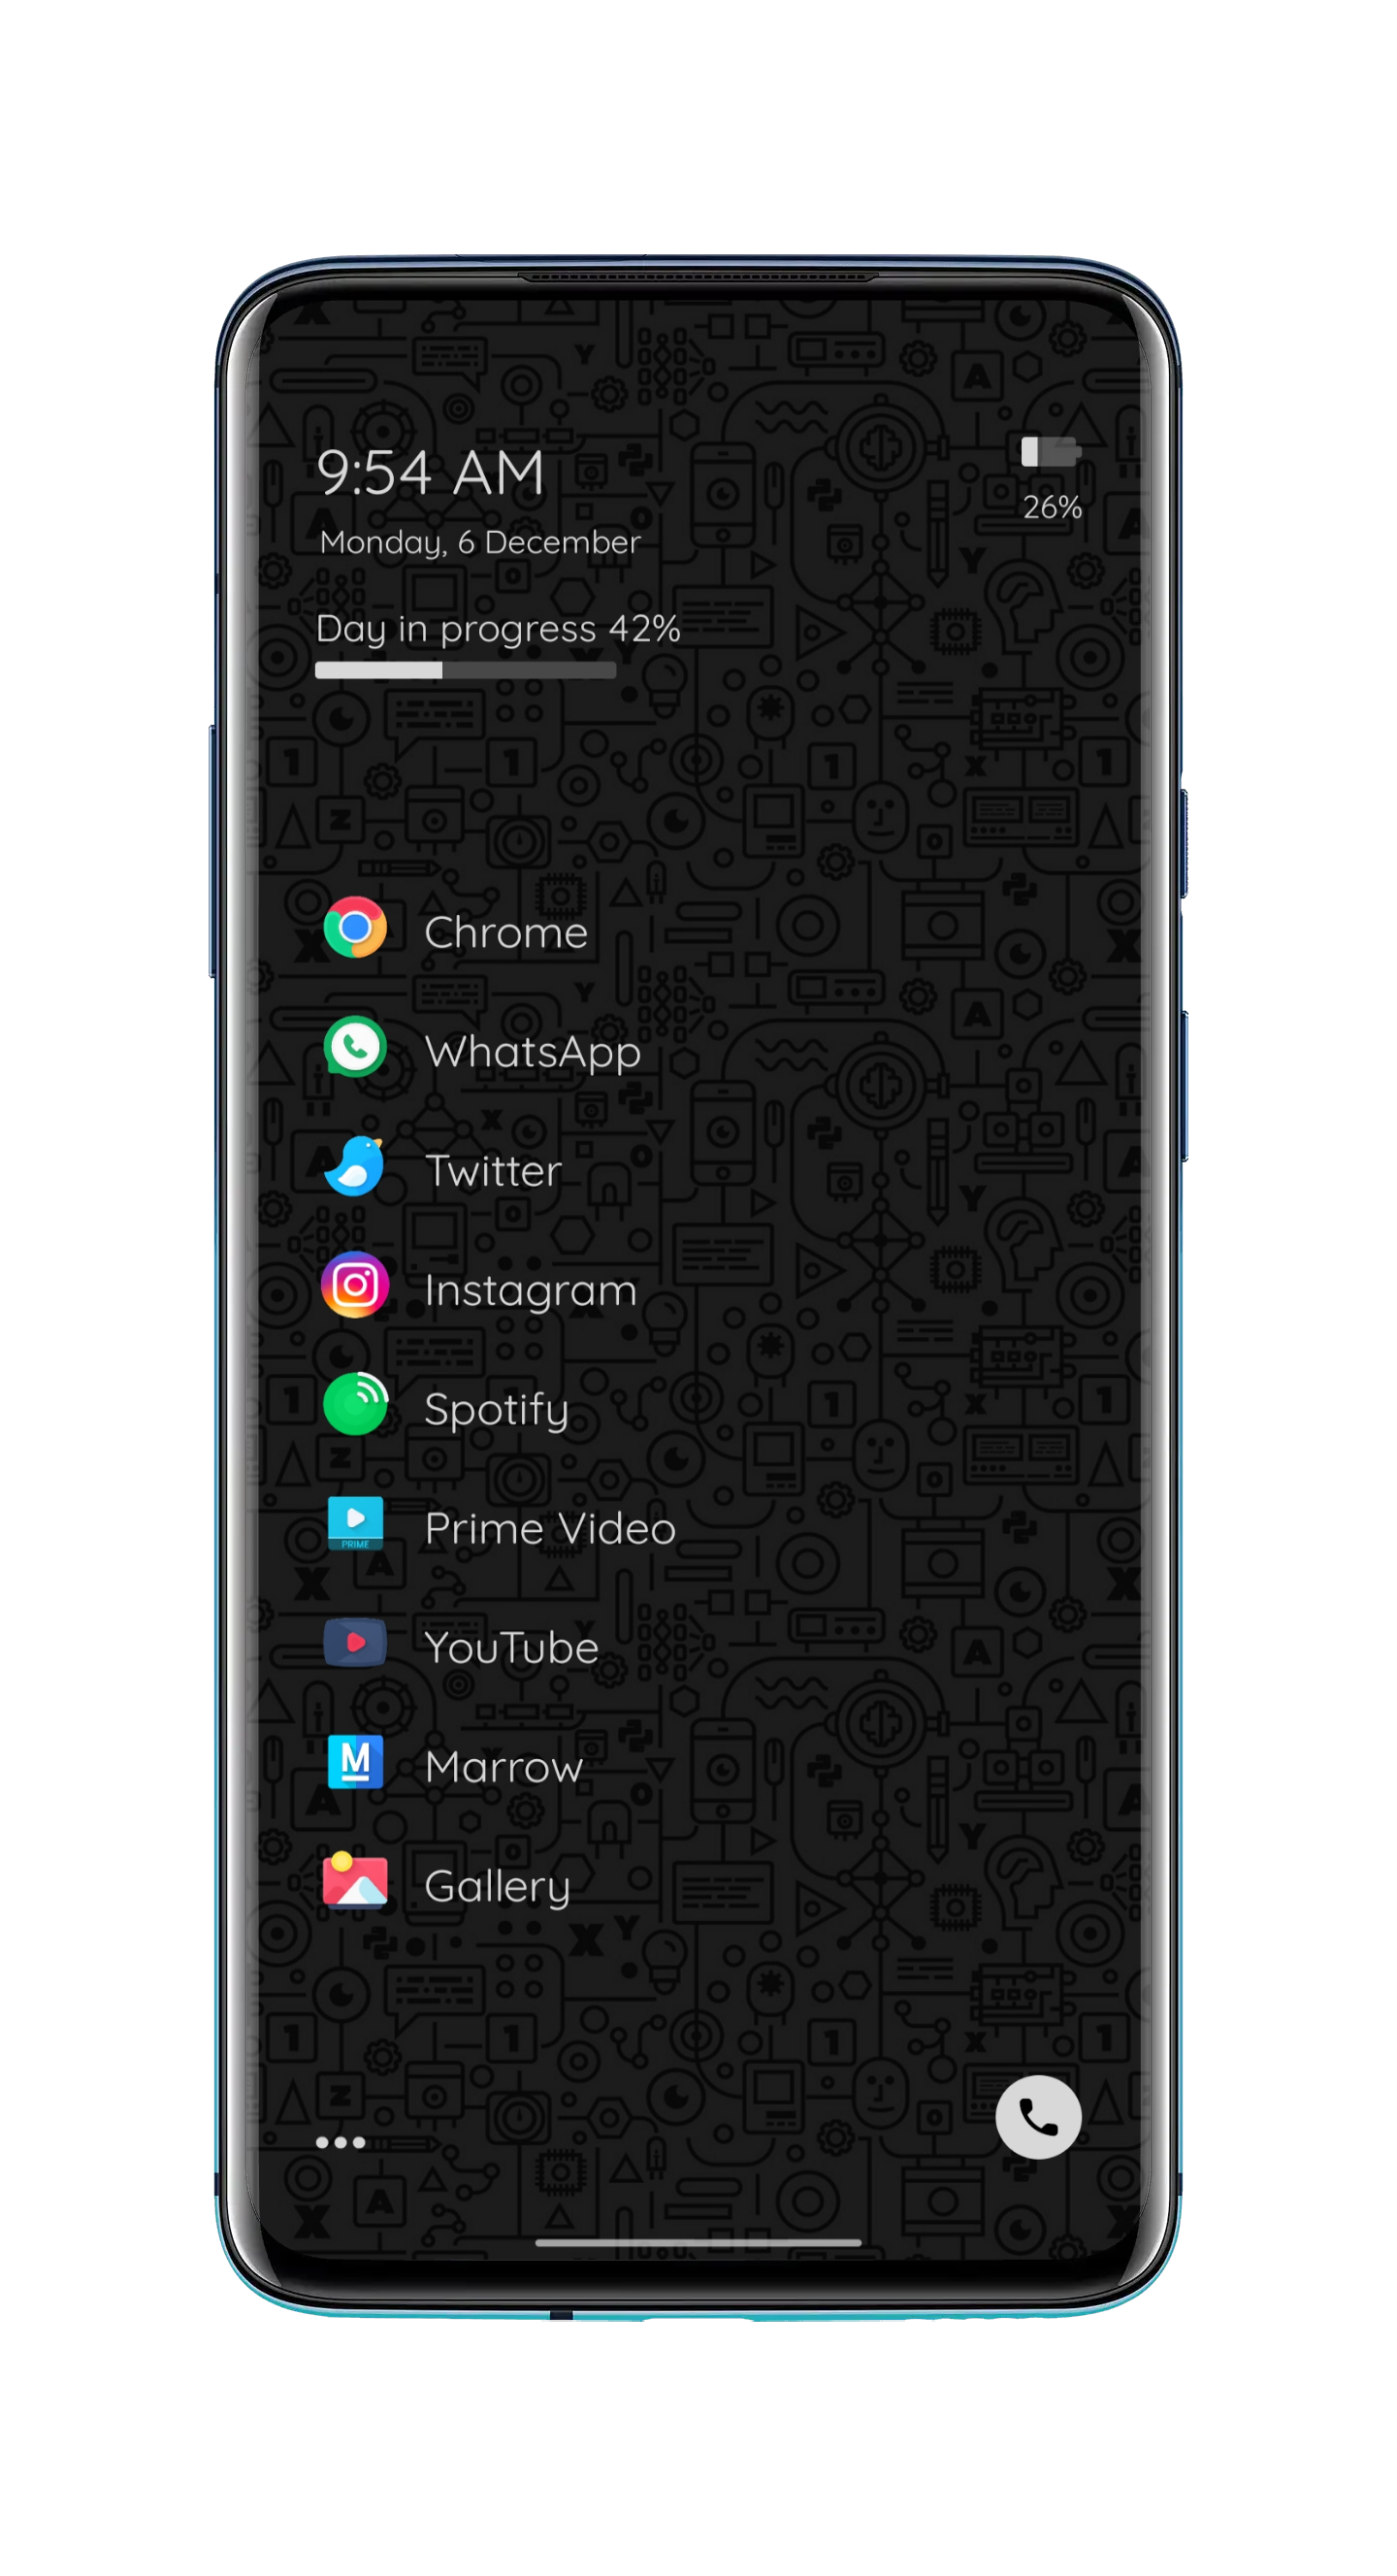 9:54 AM
26%
Monday, 6 December
Day in progress 42%
Chrome
WhatsApp
Twitter
Instagram
Spotify
PRIME
Prime Video
YouTube
M
Marrow
Gallery